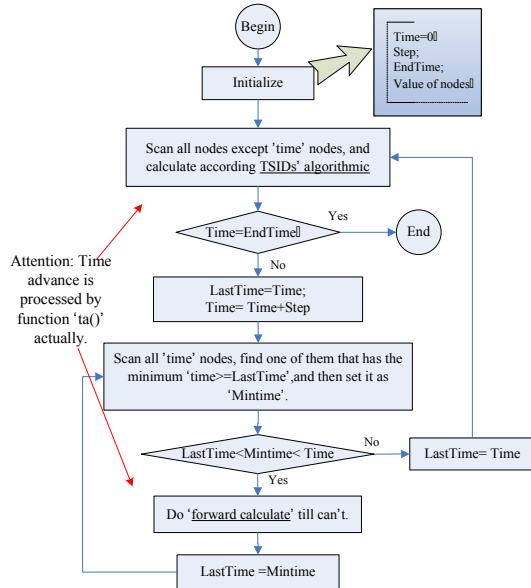 Begin
Time=0
Step;
EndTime;
Value of nodes
Initialize
Scan all nodes except 'time' nodes, and
calculate according TSIDs' algorithmic
Time=EndTime
Yes
End
No
Attention: Time
advance is
processed by
function 'ta()'
actually.
LastTime=Time;
Time= Time+Step
Scan all 'time' nodes, find one of them that has the
minimum 'time>=LastTime',and then set it as
'Mintime'.
LastTime<Mintime< Time
No
LastTime= Time
Yes
Do 'forward calculate' till can't.
LastTime =Mintime